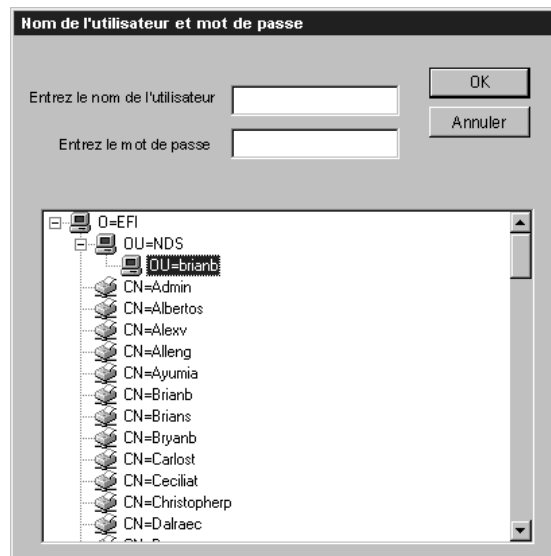 Nom de l'utilisateur et mot de passe
Entrez le nom de l'utilisateur
OK
Entrez le mot de passe
Annuler
O=EFI
OU=NDS
OU=brianb
CN=Admin
CN=Albertos
CN=Alexv
CN=Alleng
CN=Ayumia
CN=Brianb
CN=Brians
CN=Bryanb
CN=Carlost
CN=Ceciliat
CN=Christopherp
CN=Dalraec